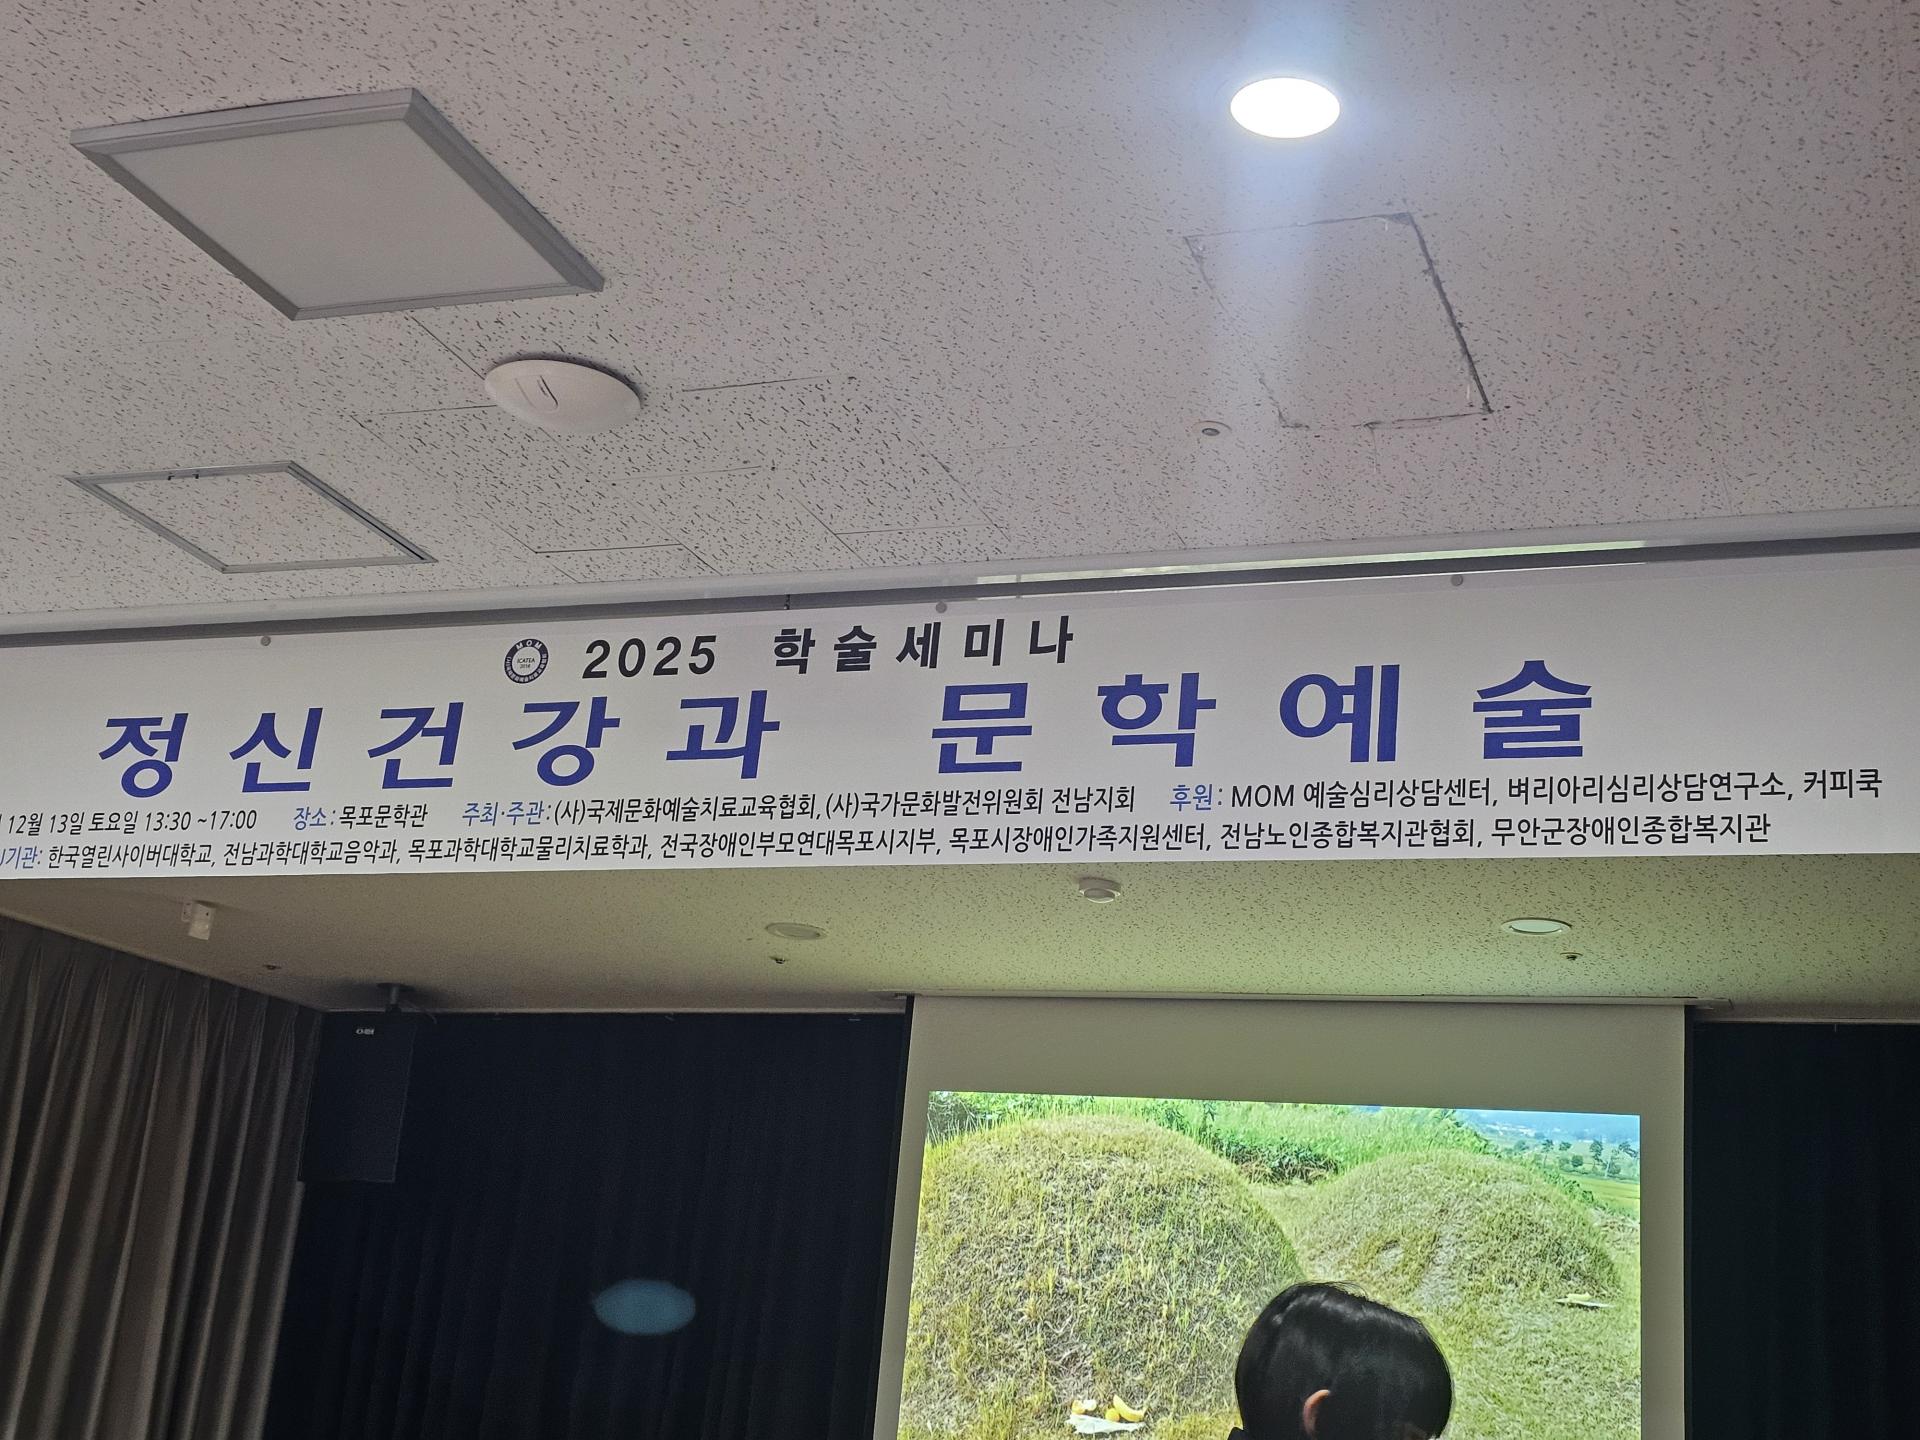 MOM
ICATEA
2025 학술세미나
정신건강과 문학예술
12월 13일 토요일 13:30 ~17:00 장소: 목포문학관 주최·주관: (사)국제문화예술치료교육협회, (사)국가문화발전위원회 전남지회 후원: MOM 예술심리상담센터, 벼리아리심리상담연구소, 커피쿡
기관: 한국열린사이버대학교, 전남과학대학교음악과, 목포과학대학교물리치료학과, 전국장애인부모연대목포시지부, 목포시장애인가족지원센터, 전남노인종합복지관협회, 무안군장애인종합복지관